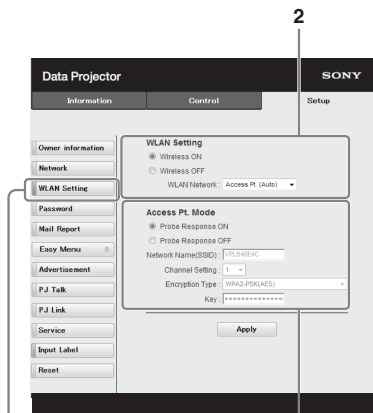 2
Data Projector
SONY
Information Control Setup
Owner information
Network
WLAN Setting
Password
Mail Report
Easy Menu
Advertisement
PJ Talk
PJ Link
Service
Input Label
Reset
WLAN Setting
Wireless ON
Wireless OFF
WLAN Network : Access Pt. (Auto)
Access Pt. Mode
Probe Response ON
Probe Response OFF
Network Name(SSID) : VPLB46E#C
Channel Setting : 1
Encryption Type : WPA2-PSK(AES)
Key : ***************
Apply